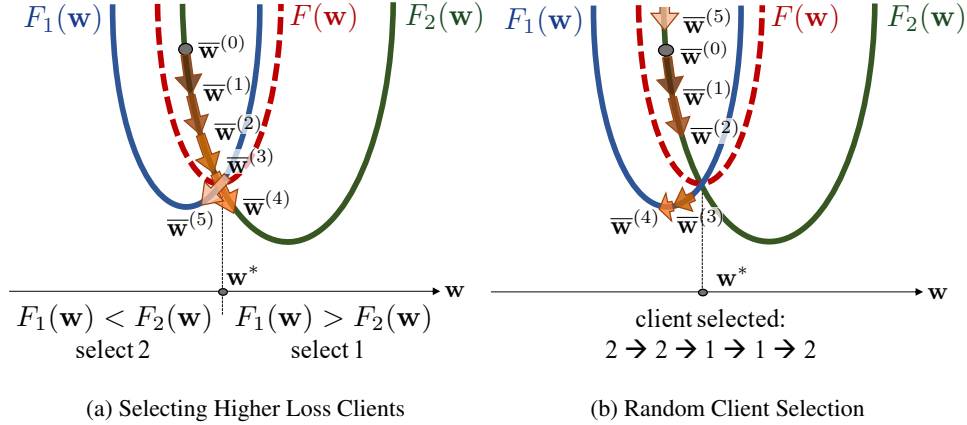 F₁(𝐰)
F(𝐰)
F₂(𝐰)
w̅⁽⁰⁾
w̅⁽¹⁾
w̅⁽²⁾
w̅⁽³⁾
w̅⁽⁴⁾
w̅⁽⁵⁾
w*
w
F₁(w) < F₂(w)
F₁(w) > F₂(w)
select 2
select 1
(a) Selecting Higher Loss Clients
F₁(w)
F(w)
F₂(w)
w̅⁽⁵⁾
w̅⁽⁰⁾
w̅⁽¹⁾
w̅⁽²⁾
w̅⁽⁴⁾
w̅⁽³⁾
w*
w
client selected:
2 → 2 → 1 → 1 → 2
(b) Random Client Selection